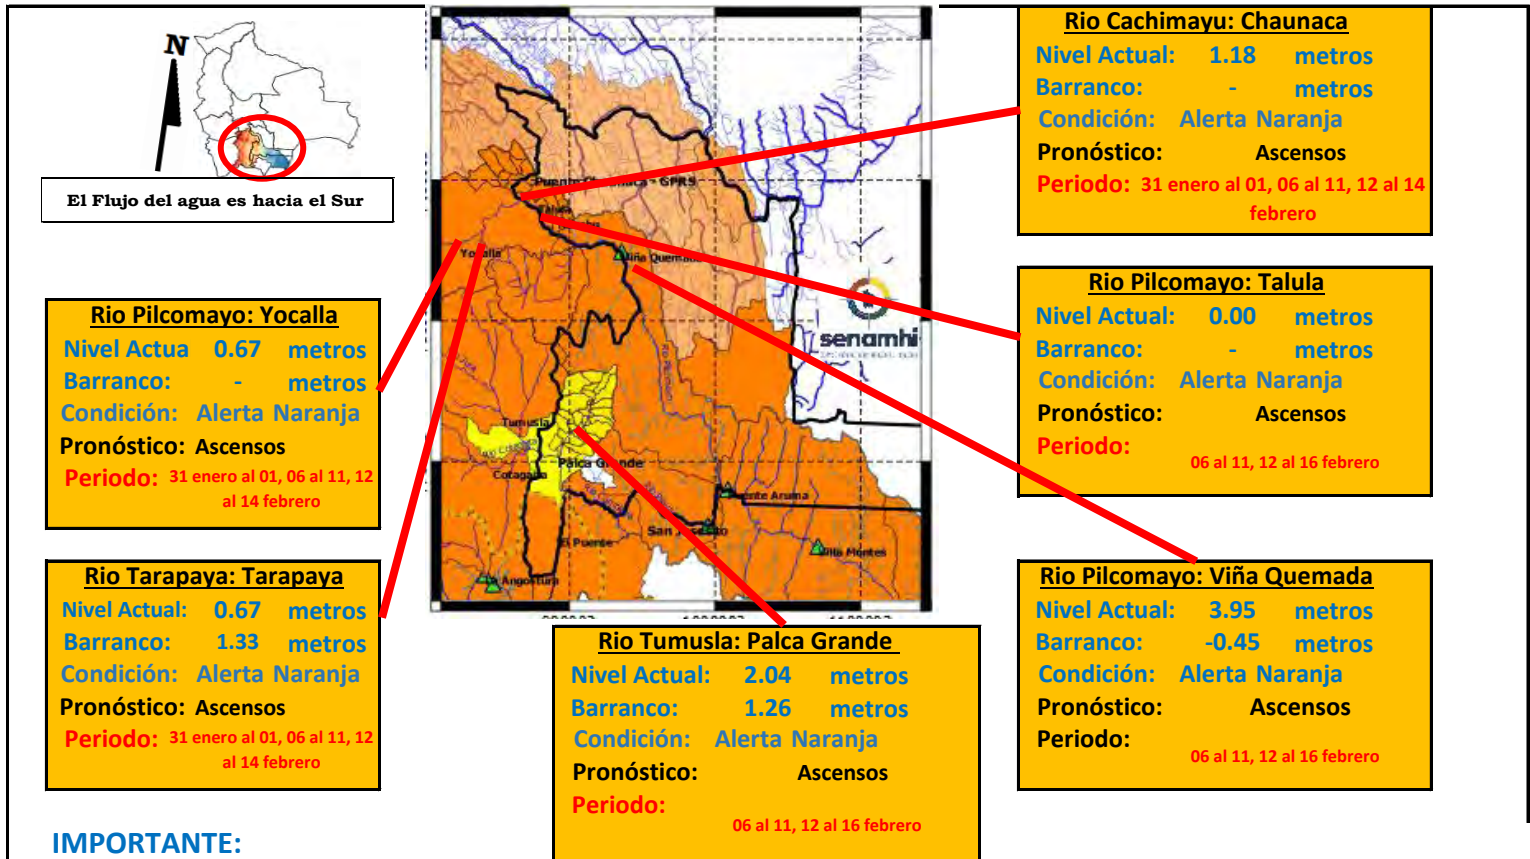 N
El Flujo del agua es hacia el Sur
Rio Pilcomayo: Yocalla
Nivel Actua 0.67 metros
Barranco: - metros
Condición: Alerta Naranja
Pronóstico: Ascensos
Periodo: 31 enero al 01, 06 al 11, 12
al 14 febrero
Rio Tarapaya: Tarapaya
Nivel Actual: 0.67 metros
Barranco: 1.33 metros
Condición: Alerta Naranja
Pronóstico: Ascensos
Periodo: 31 enero al 01, 06 al 11, 12
al 14 febrero
IMPORTANTE:
GPRS
Viña Quemada
senamhi
Tumusla
Palca Grande
Cotagaita
El Puente
Villa Montes
Angostura
Rio Tumusla: Palca Grande
Nivel Actual: 2.04 metros
Barranco: 1.26 metros
Condición: Alerta Naranja
Pronóstico: Ascensos
Periodo:
06 al 11, 12 al 16 febrero
Rio Cachimayu: Chaunaca
Nivel Actual: 1.18 metros
Barranco: - metros
Condición: Alerta Naranja
Pronóstico: Ascensos
Periodo: 31 enero al 01, 06 al 11, 12 al 14
febrero
Rio Pilcomayo: Talula
Nivel Actual: 0.00 metros
Barranco: - metros
Condición: Alerta Naranja
Pronóstico: Ascensos
Periodo:
06 al 11, 12 al 16 febrero
Rio Pilcomayo: Viña Quemada
Nivel Actual: 3.95 metros
Barranco: -0.45 metros
Condición: Alerta Naranja
Pronóstico: Ascensos
Periodo:
06 al 11, 12 al 16 febrero